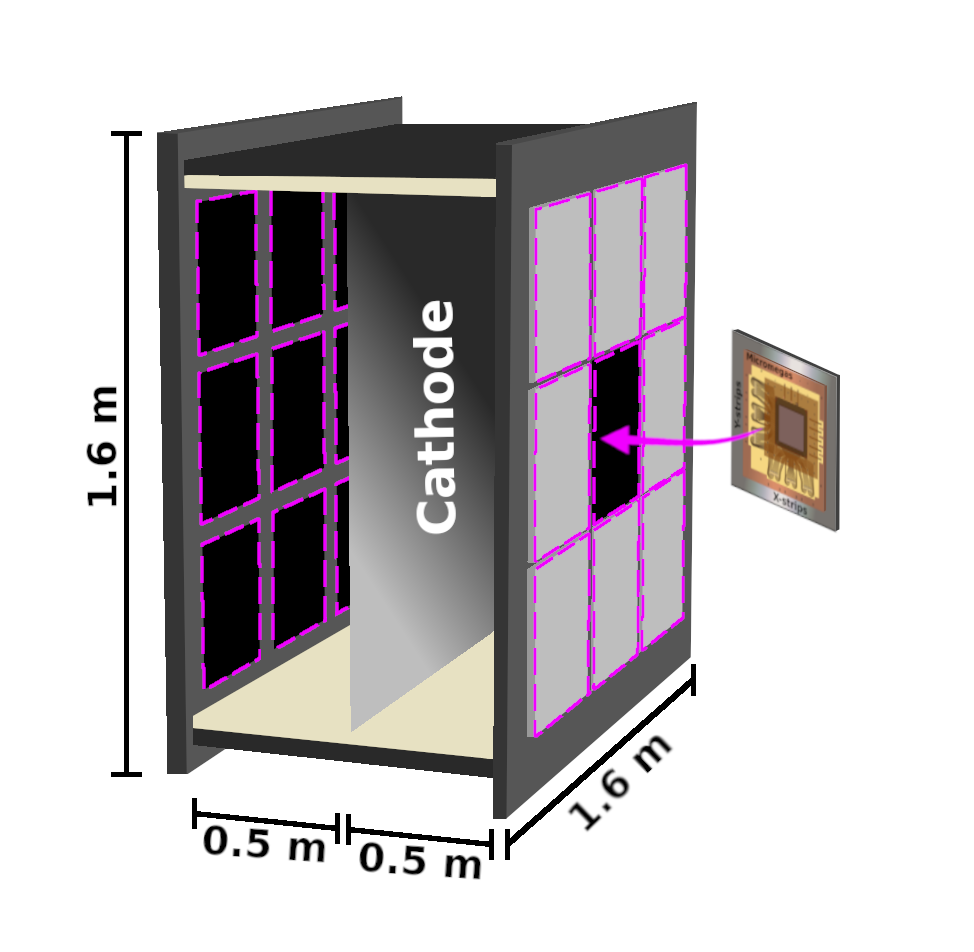 1.6 m
Cathode
Micromegas
Y-strips
X-strips
0.5 m
0.5 m
1.6 m